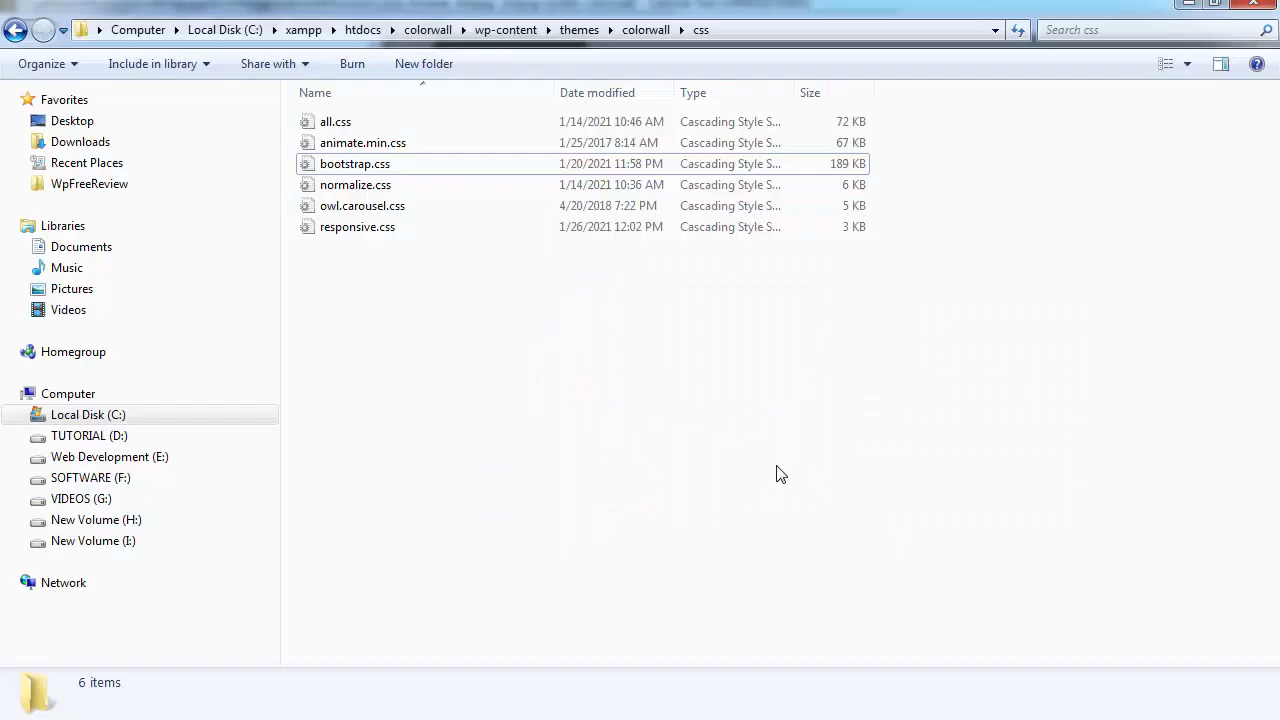 Computer Local Disk (C:) xampp htdocs colorwall wp-content themes colorwall css Search css
Organize Include in library Share with Burn New folder
Favorites
Desktop
Downloads
Recent Places
WpFreeReview
Libraries
Documents
Music
Pictures
Videos
Homegroup
Computer
Local Disk (C:)
TUTORIAL (D:)
Web Development (E:)
SOFTWARE (F:)
VIDEOS (G:)
New Volume (H:)
New Volume (I:)
Network
Name Date modified Type Size
all.css 1/14/2021 10:46 AM Cascading Style S... 72 KB
animate.min.css 1/25/2017 8:14 AM Cascading Style S... 67 KB
bootstrap.css 1/20/2021 11:58 PM Cascading Style S... 189 KB
normalize.css 1/14/2021 10:36 AM Cascading Style S... 6 KB
owl.carousel.css 4/20/2018 7:22 PM Cascading Style S... 5 KB
responsive.css 1/26/2021 12:02 PM Cascading Style S... 3 KB
6 items